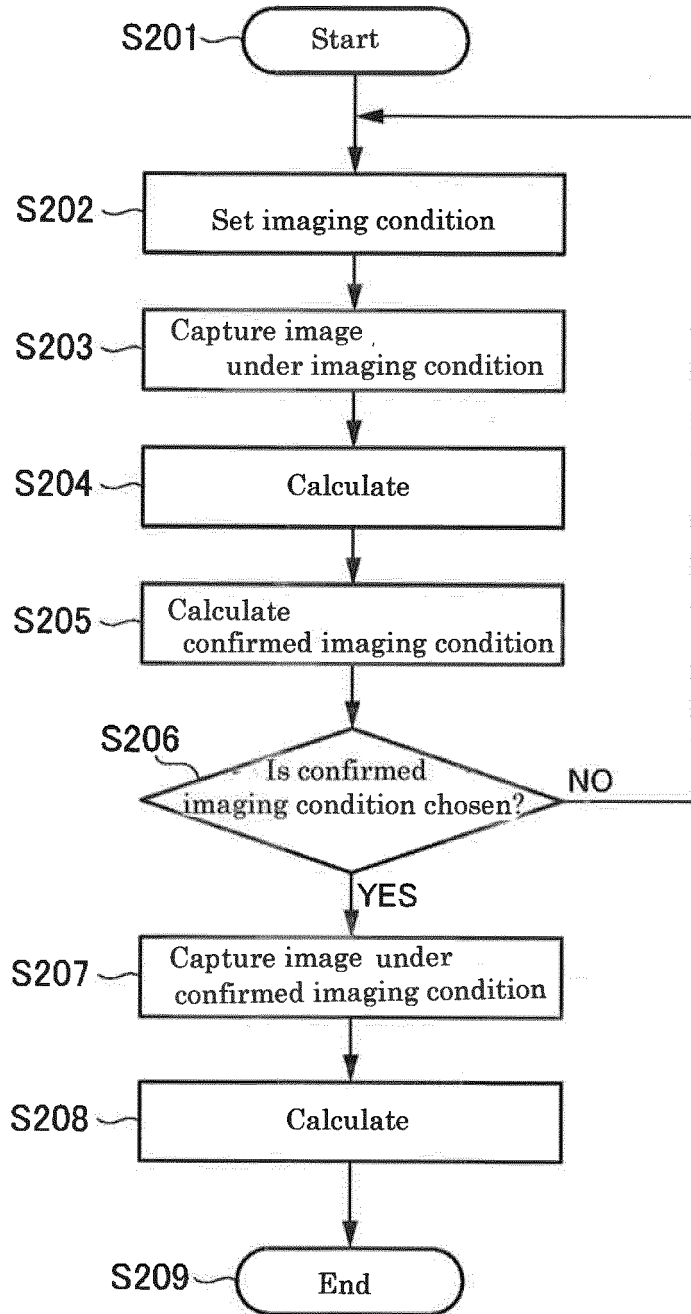 S201
Start
S202
Set imaging condition
S203
Capture image
under imaging condition
S204
Calculate
S205
Calculate
confirmed imaging condition
S206
Is confirmed
imaging condition chosen?
NO
YES
S207
Capture image under
confirmed imaging condition
S208
Calculate
S209
End